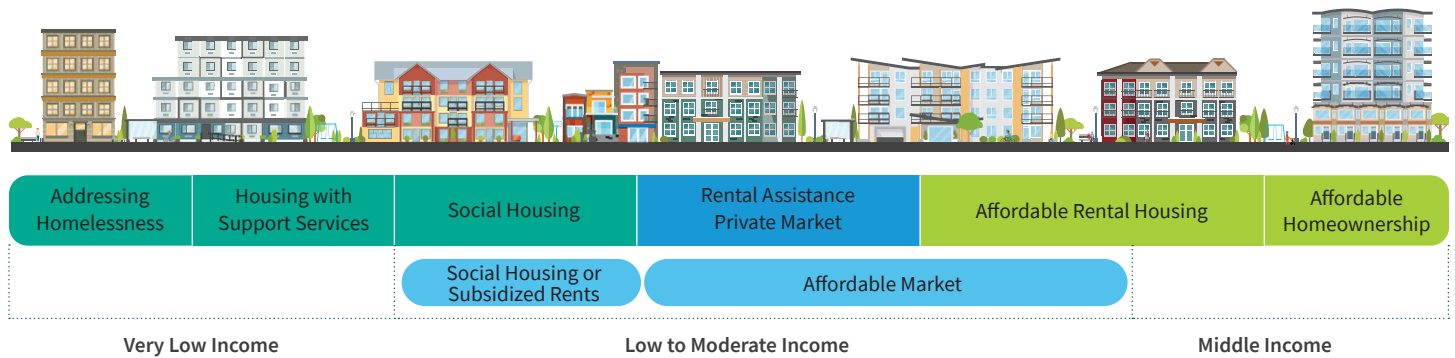 Addressing
Homelessness
Housing with
Support Services
Social Housing
Rental Assistance
Private Market
Affordable Rental Housing
Affordable
Homeownership
Social Housing or
Subsidized Rents
Affordable Market
Very Low Income
Low to Moderate Income
Middle Income